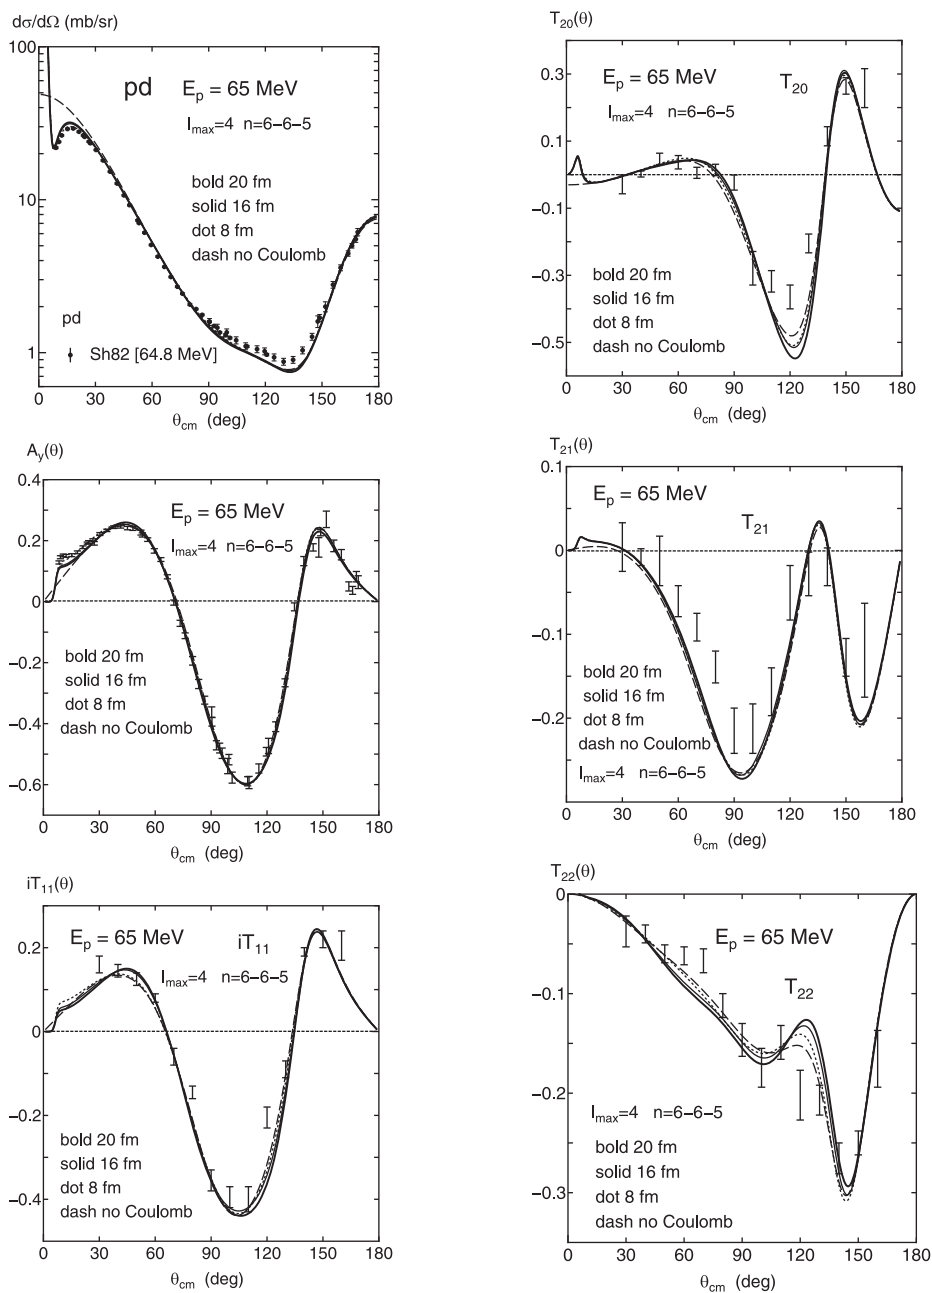 dσ/dΩ (mb/sr)
100
10
1
pd
E_p = 65 MeV
I_max=4 n=6–6–5
bold 20 fm
solid 16 fm
dot 8 fm
dash no Coulomb
pd
Sh82 [64.8 MeV]
0 30 60 90 120 150 180
θ_cm (deg)
T_20(θ)
0.3
0.1
−0.1
−0.3
−0.5
E_p = 65 MeV
T_20
I_max=4 n=6–6–5
bold 20 fm
solid 16 fm
dot 8 fm
dash no Coulomb
0 30 60 90 120 150 180
θ_cm (deg)
A_y(θ)
0.4
0.2
0
−0.2
−0.4
−0.6
E_p = 65 MeV
I_max=4 n=6–6–5
bold 20 fm
solid 16 fm
dot 8 fm
dash no Coulomb
0 30 60 90 120 150 180
θ_cm (deg)
T_21(θ)
0.1
0
−0.1
−0.2
E_p = 65 MeV
T_21
bold 20 fm
solid 16 fm
dot 8 fm
dash no Coulomb
I_max=4 n=6–6–5
0 30 60 90 120 150 180
θ_cm (deg)
iT_11(θ)
0.2
0
−0.2
−0.4
E_p = 65 MeV
iT_11
I_max=4 n=6–6–5
bold 20 fm
solid 16 fm
dot 8 fm
dash no Coulomb
0 30 60 90 120 150 180
θ_cm (deg)
T_22(θ)
0
−0.1
−0.2
−0.3
E_p = 65 MeV
T_22
I_max=4 n=6–6–5
bold 20 fm
solid 16 fm
dot 8 fm
dash no Coulomb
0 30 60 90 120 150 180
θ_cm (deg)